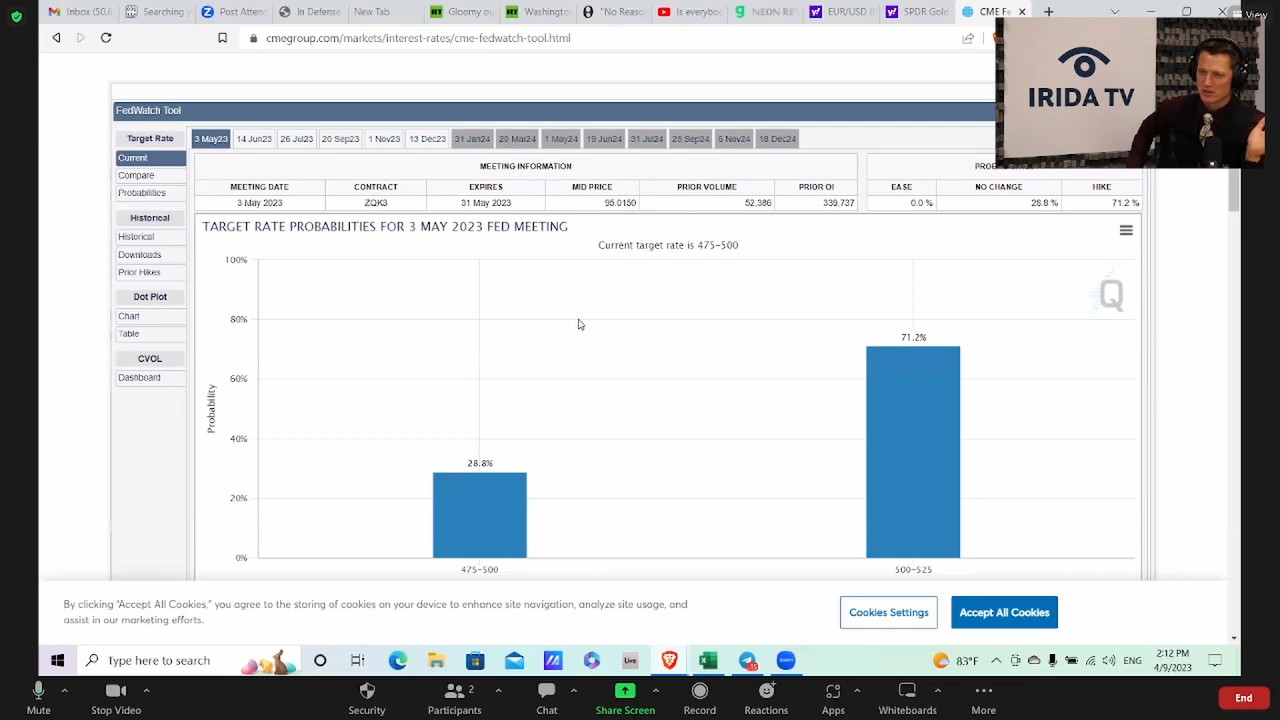 Inbox (50,6
Searching
Post Attend
In Defense
New Tab
Gloomy ou
Washington
"No Reaso
Is everybo
NEON RE
EUR/USD (
SPDR Gold
CME Fe
View
cmegroup.com/markets/interest-rates/cme-fedwatch-tool.html
IRIDA TV
FedWatch Tool
Target Rate
Current
Compare
Probabilities
Historical
Historical
Downloads
Prior Hikes
Dot Plot
Chart
Table
CVOL
Dashboard
3 May23 14 Jun23 26 Jul23 20 Sep23 1 Nov23 13 Dec23 31 Jan24 20 Mar24 1 May24 19 Jun24 31 Jul24 25 Sep24 6 Nov24 18 Dec24
MEETING INFORMATION
MEETING DATE CONTRACT EXPIRES MID PRICE PRIOR VOLUME PRIOR OI EASE NO CHANGE HIKE
3 May 2023 ZQK3 31 May 2023 95.0150 52,386 339,737 0.0 % 28.8 % 71.2 %
TARGET RATE PROBABILITIES FOR 3 MAY 2023 FED MEETING
Current target rate is 475-500
Q
Probability
100%
80%
60%
40%
20%
0%
28.8%
71.2%
475-500
500-525
By clicking "Accept All Cookies," you agree to the storing of cookies on your device to enhance site navigation, analyze site usage, and
assist in our marketing efforts.
Cookies Settings
Accept All Cookies
Type here to search
Live
zoom
83°F
ENG
2:12 PM
4/9/2023
Mute
Stop Video
Security
2
Participants
Chat
Share Screen
Record
Reactions
Apps
Whiteboards
More
End